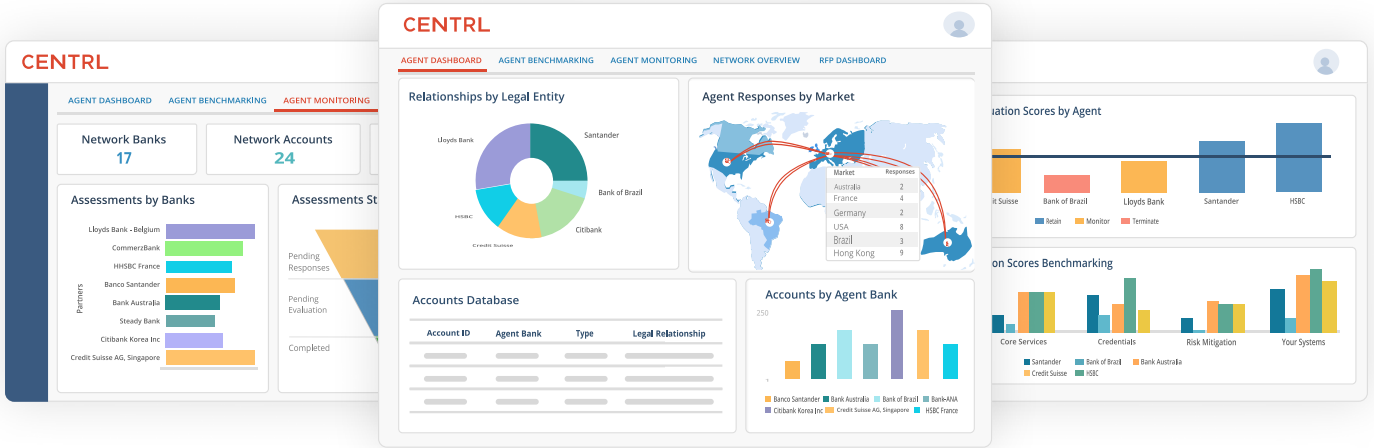 CENTRL
AGENT DASHBOARD AGENT BENCHMARKING AGENT MONITORING
Network Banks
17
Network Accounts
24
Assessments by Banks
Partners
Lloyds Bank - Belgium
CommerzBank
HHSBC France
Banco Santander
Bank Australia
Steady Bank
Citibank Korea Inc
Credit Suisse AG, Singapore
Assessments St
Pending
Responses
Pending
Evaluation
Completed
CENTRL
AGENT DASHBOARD AGENT BENCHMARKING AGENT MONITORING NETWORK OVERVIEW RFP DASHBOARD
Relationships by Legal Entity
Lloyds Bank
Santander
Bank of Brazil
HSBC
Citibank
Credit Suisse
Agent Responses by Market
Market Responses
Australia 2
France 4
Germany 2
USA 8
Brazil 3
Hong Kong 9
Accounts Database
Account ID Agent Bank Type Legal Relationship
Accounts by Agent Bank
250
Banco Santander Bank Australia Bank of Brazil Bank-ANA
Citibank Korea Inc Credit Suisse AG, Singapore HSBC France
uation Scores by Agent
it Suisse Bank of Brazil Lloyds Bank Santander HSBC
Retain Monitor Terminate
on Scores Benchmarking
Core Services Credentials Risk Mitigation Your Systems
Santander Bank of Brazil Bank Australia
Credit Suisse HSBC